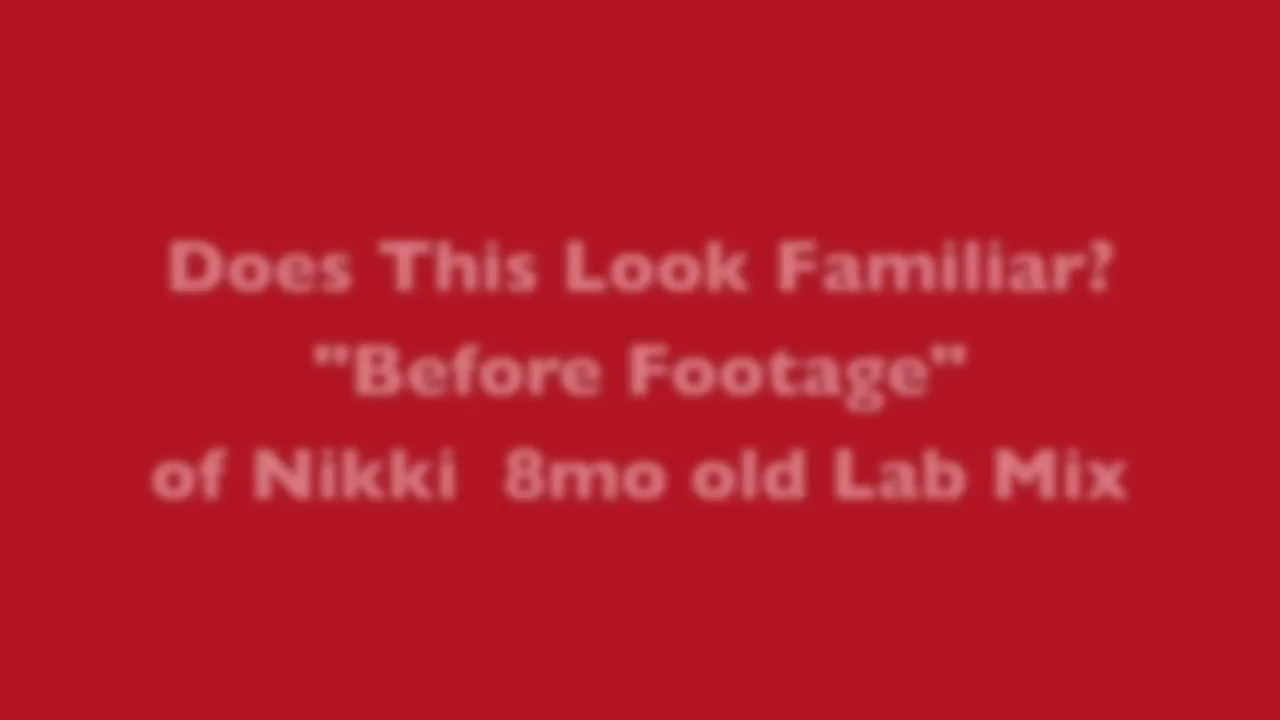 Does This Look Familiar?
"Before Footage"
of Nikki  8mo old Lab Mix